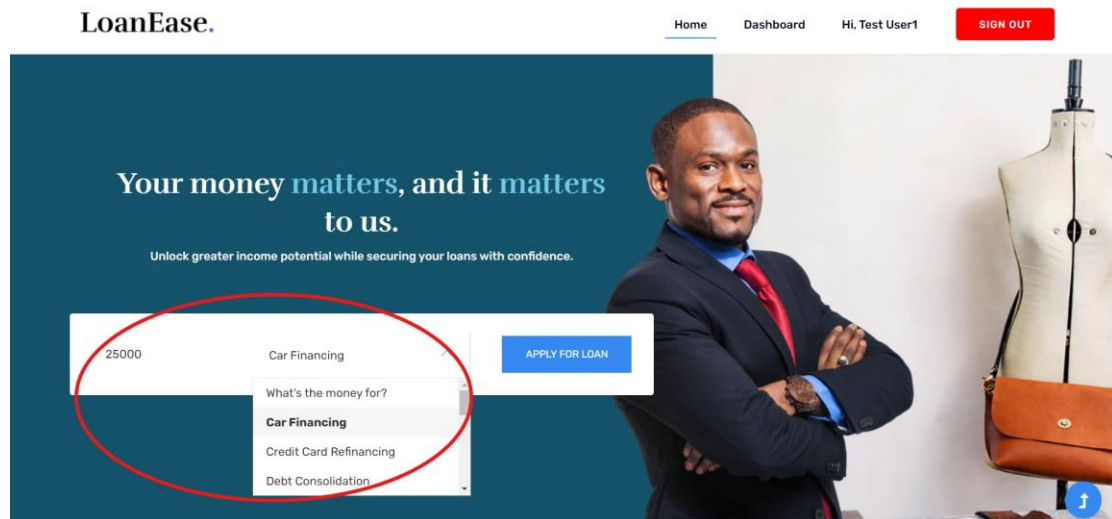 LoanEase.
Home Dashboard Hi, Test User1 SIGN OUT
Your money matters, and it matters
to us.
Unlock greater income potential while securing your loans with confidence.
25000 Car Financing APPLY FOR LOAN
What's the money for?
Car Financing
Credit Card Refinancing
Debt Consolidation